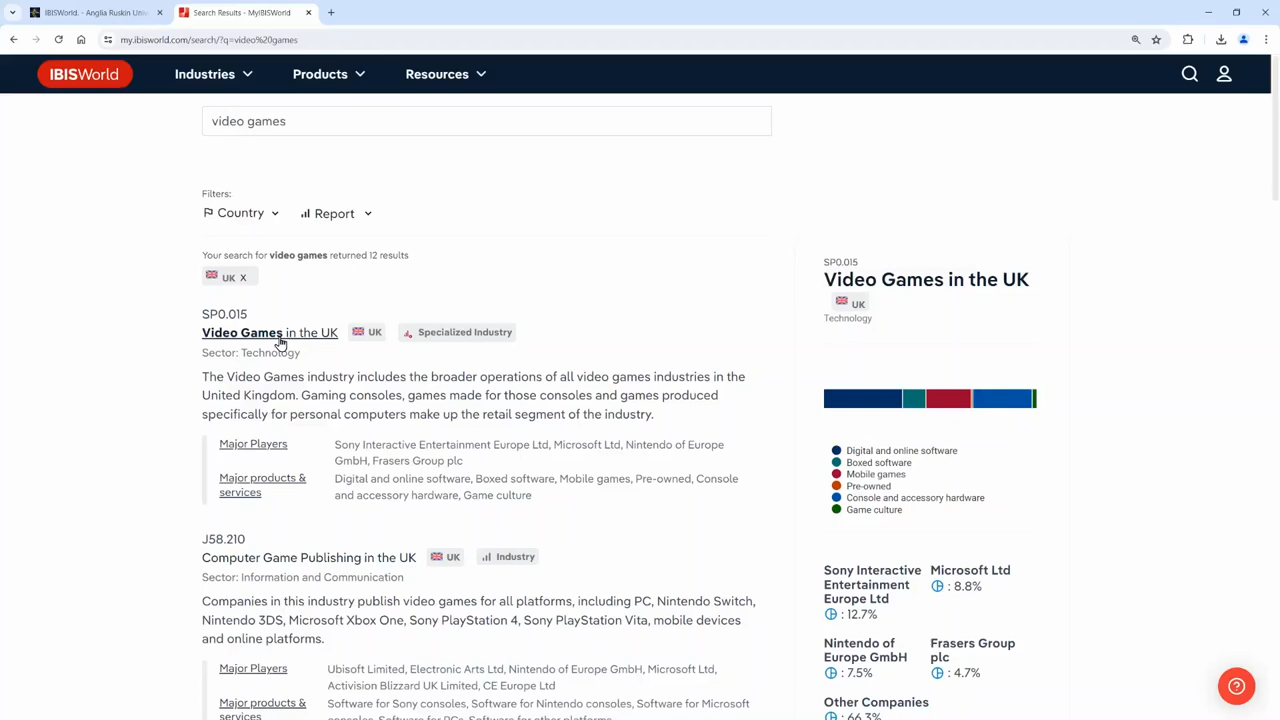 IBISWorld. - Anglia Ruskin Univ
Search Results - MyIBISWorld
my.ibisworld.com/search/?q=video%20games
IBISWorld
Industries
Products
Resources
video games
Filters:
Country
Report
Your search for video games returned 12 results
UK X
SP0.015
Video Games in the UK
UK
Specialized Industry
Sector: Technology
The Video Games industry includes the broader operations of all video games industries in the
United Kingdom. Gaming consoles, games made for those consoles and games produced
specifically for personal computers make up the retail segment of the industry.
Major Players
Sony Interactive Entertainment Europe Ltd, Microsoft Ltd, Nintendo of Europe
GmbH, Frasers Group plc
Major products &
services
Digital and online software, Boxed software, Mobile games, Pre-owned, Console
and accessory hardware, Game culture
J58.210
Computer Game Publishing in the UK
UK
Industry
Sector: Information and Communication
Companies in this industry publish video games for all platforms, including PC, Nintendo Switch,
Nintendo 3DS, Microsoft Xbox One, Sony PlayStation 4, Sony PlayStation Vita, mobile devices
and online platforms.
Major Players
Ubisoft Limited, Electronic Arts Ltd, Nintendo of Europe GmbH, Microsoft Ltd,
Activision Blizzard UK Limited, CE Europe Ltd
Major products &
services
Software for Sony consoles, Software for Nintendo consoles, Software for Microsoft
consoles, Software for PCs, Software for other platforms
SP0.015
Video Games in the UK
UK
Technology
Digital and online software
Boxed software
Mobile games
Pre-owned
Console and accessory hardware
Game culture
Sony Interactive
Entertainment
Europe Ltd
: 12.7%
Microsoft Ltd
: 8.8%
Nintendo of
Europe GmbH
: 7.5%
Frasers Group
plc
: 4.7%
Other Companies
: 66.3%